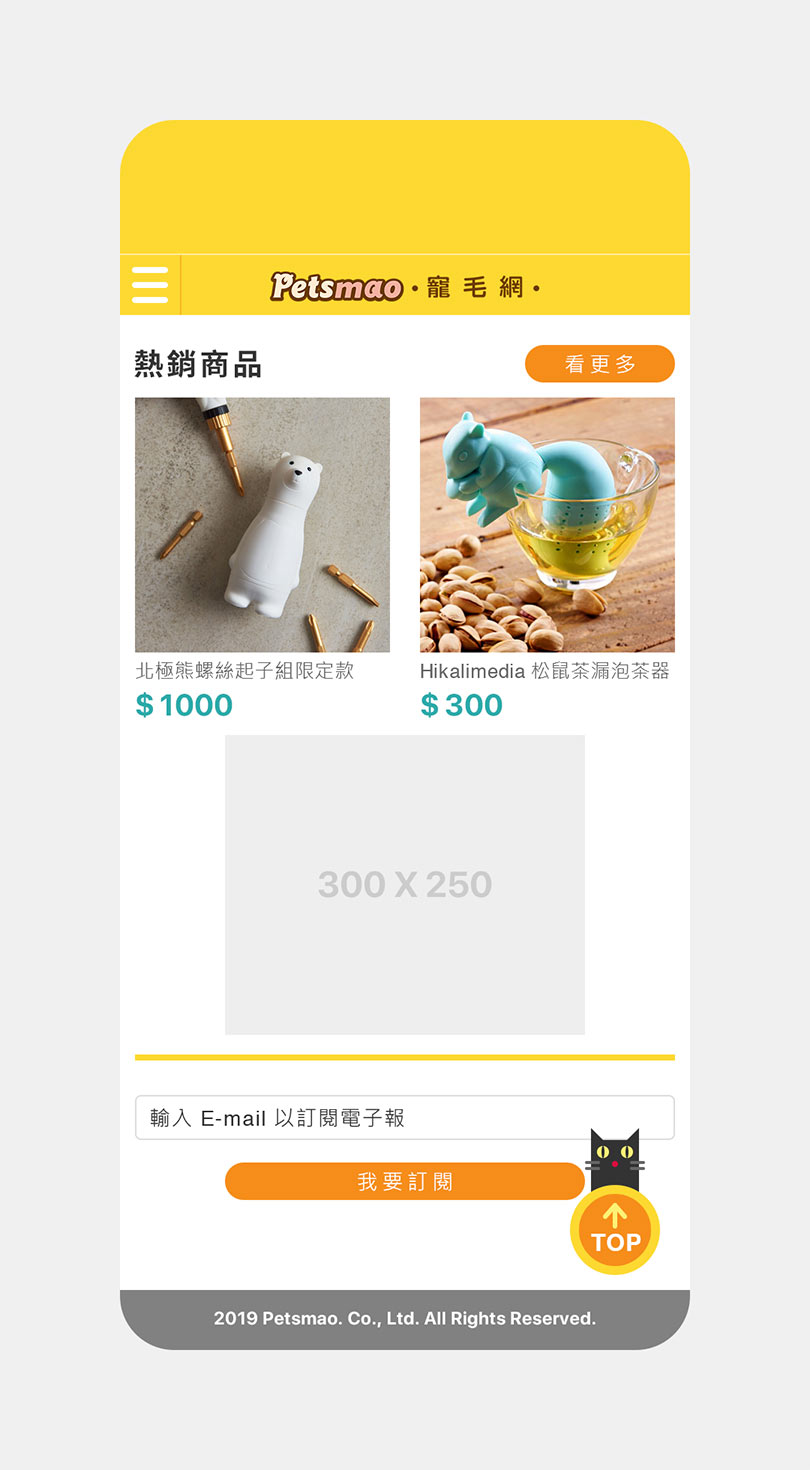 Petsmao · 寵毛網 ·
熱銷商品
看更多
北極熊螺絲起子組限定款
$1000
Hikalimedia 松鼠茶漏泡茶器
$300
300 X 250
輸入 E-mail 以訂閱電子報
我要訂閱
TOP
2019 Petsmao. Co., Ltd. All Rights Reserved.